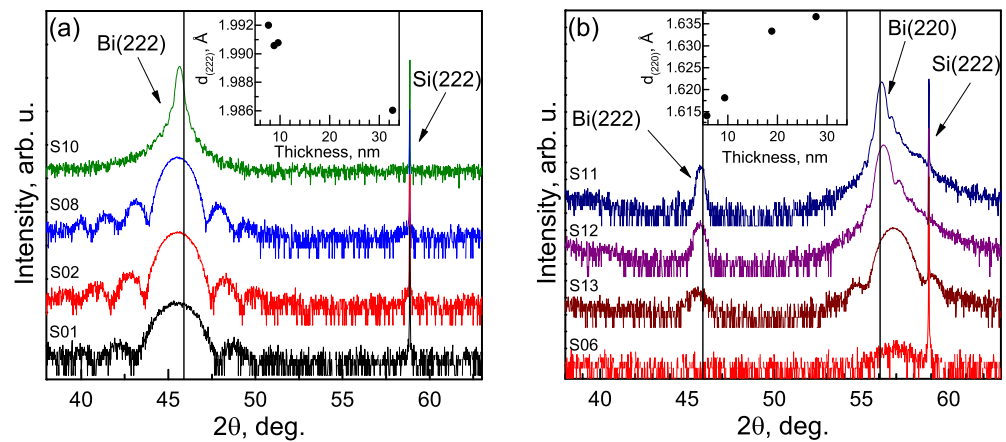 (a)
Bi(222)
d(222), Å
1.992
1.990
1.988
1.986
10
20
30
Thickness, nm
Si(222)
S10
S08
S02
S01
Intensity, arb. u.
40
45
50
55
60
2θ, deg.
(b)
d(220), Å
1.635
1.630
1.625
1.620
1.615
10
20
30
Thickness, nm
Bi(220)
Si(222)
Bi(222)
S11
S12
S13
S06
Intensity, arb. u.
40
45
50
55
60
2θ, deg.